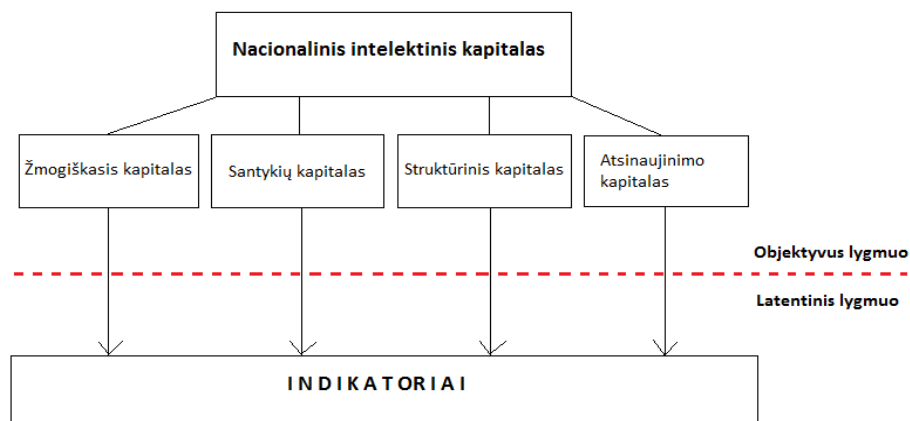 Nacionalinis intelektinis kapitalas
Žmogiškasis kapitalas
Santykių kapitalas
Struktūrinis kapitalas
Atsinaujinimo
kapitalas
Objektyvus lygmuo
Latentinis lygmuo
I N D I K A T O R I A I